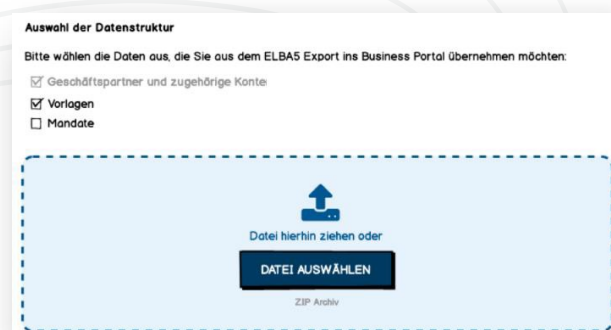 Auswahl der Datenstruktur
Bitte wählen die Daten aus, die Sie aus dem ELBA5 Export ins Business Portal übernehmen möchten:
Geschäftspartner und zugehörige Konte
Vorlagen
Mandate
Datei hierhin ziehen oder
DATEI AUSWÄHLEN
ZIP Archiv